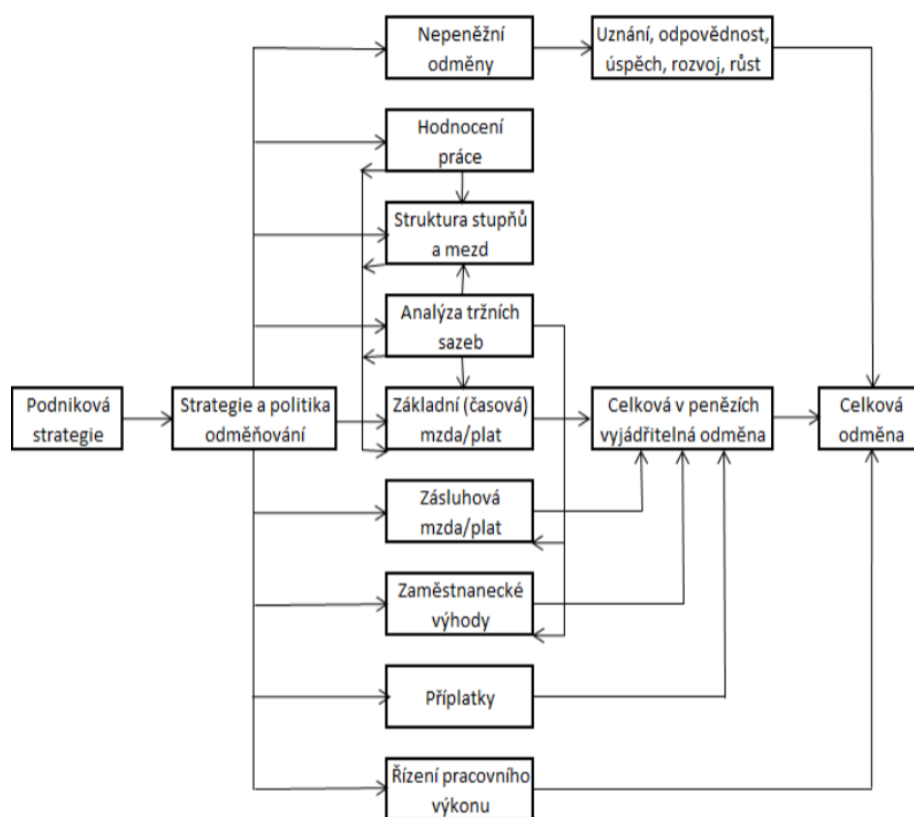 Nepeněžní
odměny
Uznání, odpovědnost,
úspěch, rozvoj, růst
Hodnocení
práce
Struktura stupňů
a mezd
Analýza tržních
sazeb
Podniková
strategie
Strategie a politika
odměňování
Základní (časová)
mzda/plat
Celková v penězích
vyjádřitelná odměna
Celková
odměna
Zásluhová
mzda/plat
Zaměstnanecké
výhody
Příplatky
Řízení pracovního
výkonu